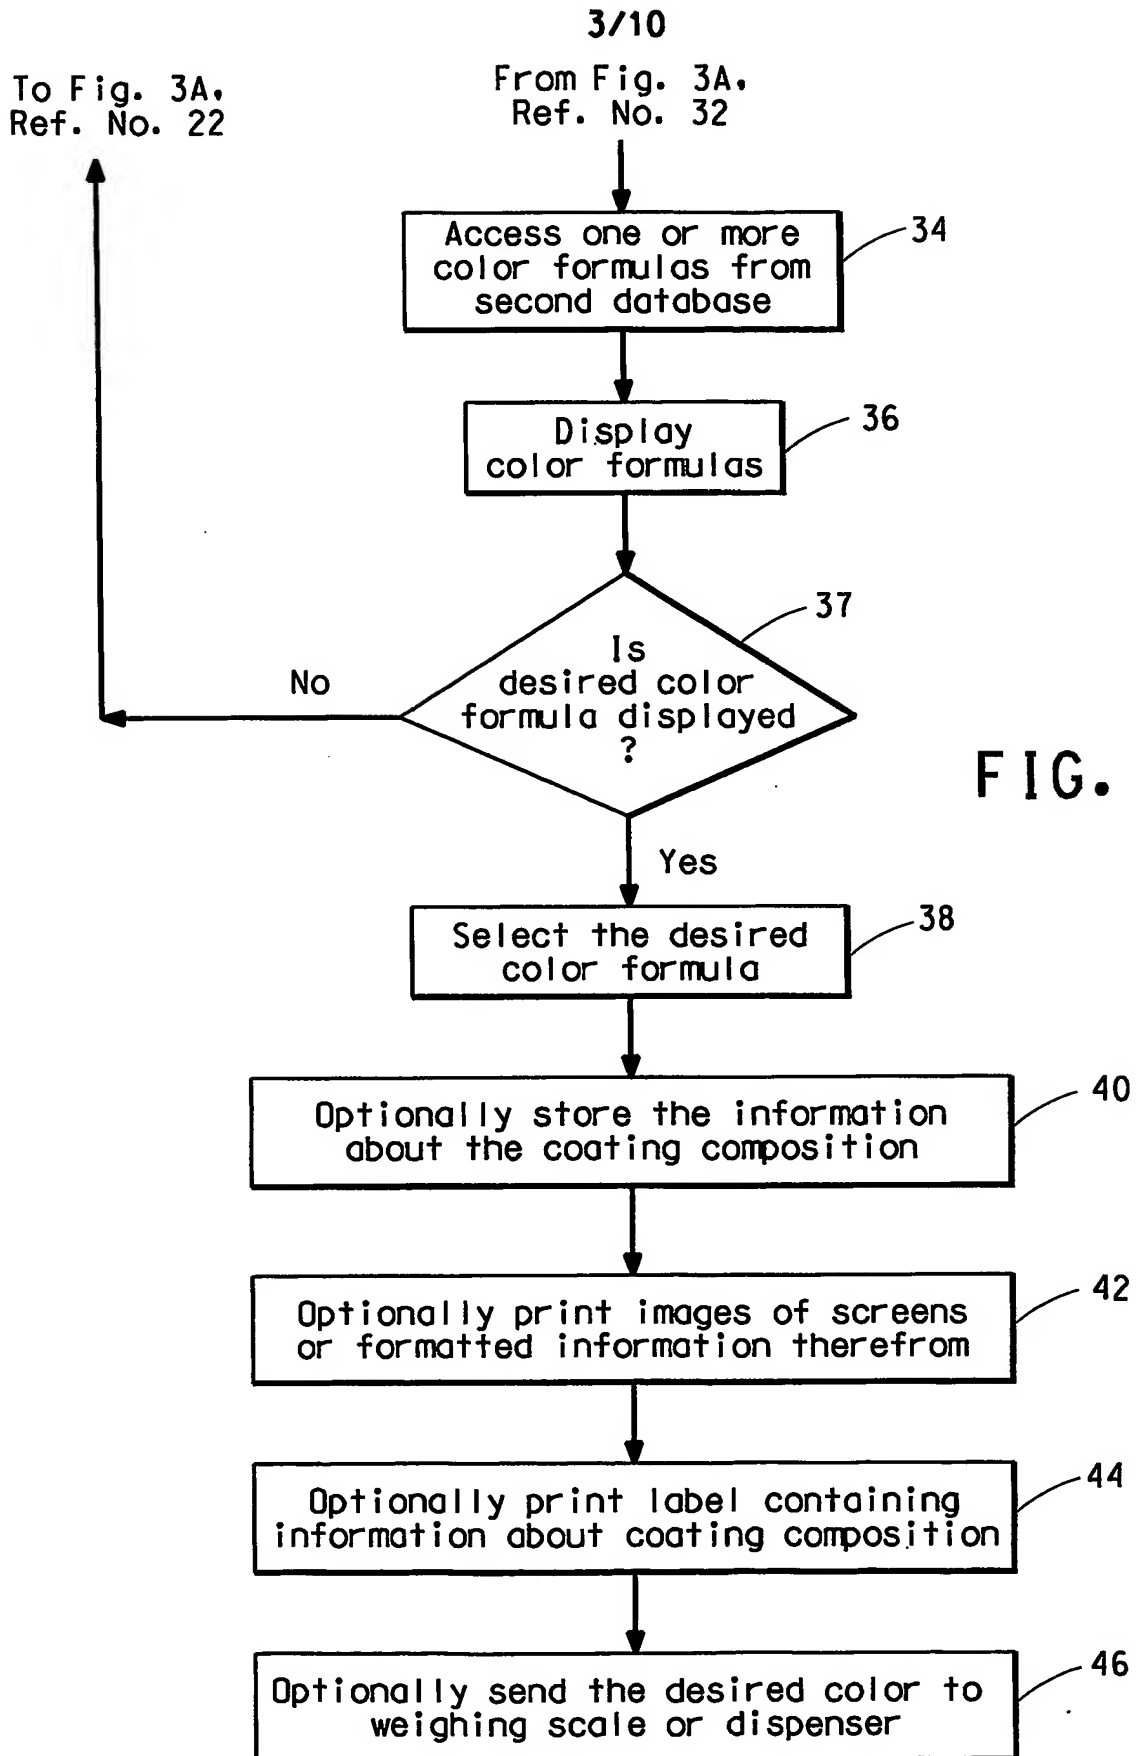 3/10
To Fig. 3A,
Ref. No. 22
From Fig. 3A,
Ref. No. 32
Access one or more
color formulas from
second database
34
Display
color formulas
36
Is
desired color
formula displayed
?
37
No
FIG.
Yes
Select the desired
color formula
38
Optionally store the information
about the coating composition
40
Optionally print images of screens
or formatted information therefrom
42
Optionally print label containing
information about coating composition
44
Optionally send the desired color to
weighing scale or dispenser
46